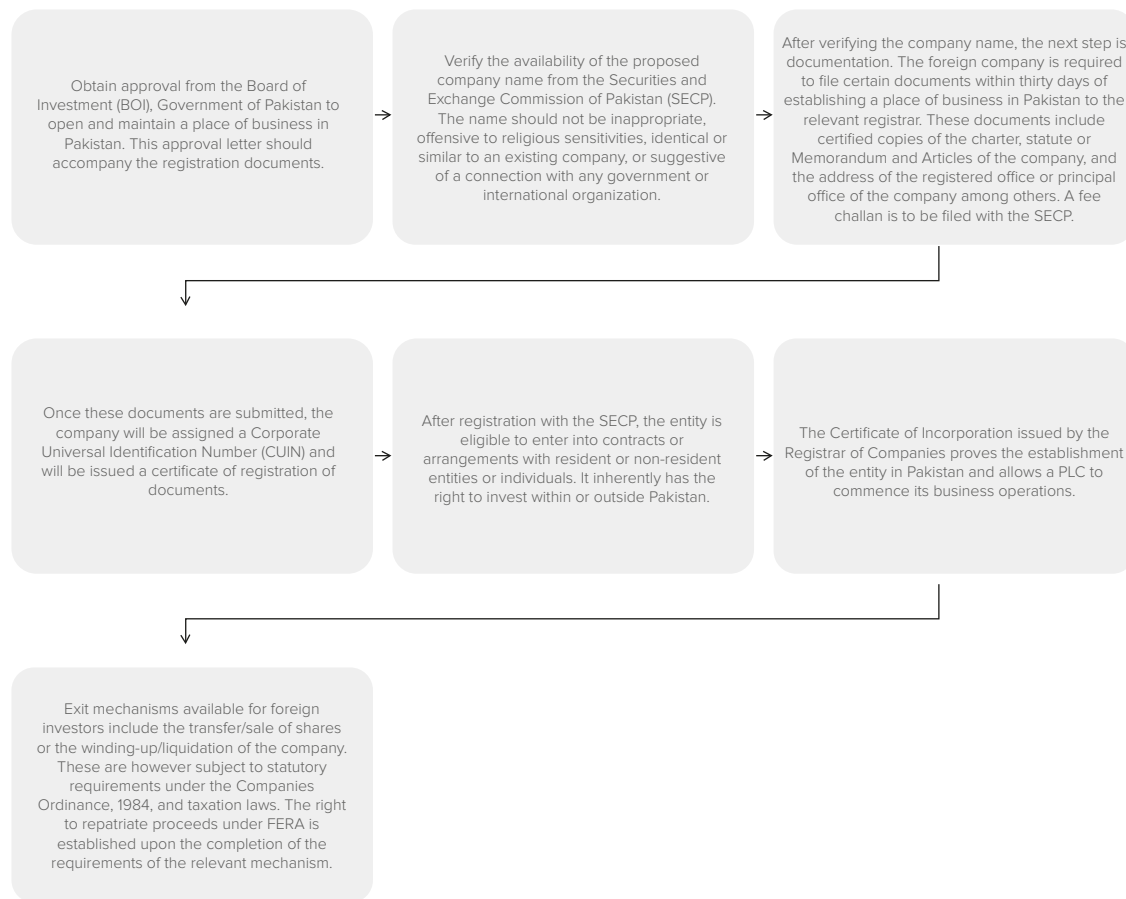 Obtain approval from the Board of
Investment (BOI), Government of Pakistan to
open and maintain a place of business in
Pakistan. This approval letter should
accompany the registration documents.
Verify the availability of the proposed
company name from the Securities and
Exchange Commission of Pakistan (SECP).
The name should not be inappropriate,
offensive to religious sensitivities, identical or
similar to an existing company, or suggestive
of a connection with any government or
international organization.
After verifying the company name, the next step is
documentation. The foreign company is required
to file certain documents within thirty days of
establishing a place of business in Pakistan to the
relevant registrar. These documents include
certified copies of the charter, statute or
Memorandum and Articles of the company, and
the address of the registered office or principal
office of the company among others. A fee
challan is to be filed with the SECP.
Once these documents are submitted, the
company will be assigned a Corporate
Universal Identification Number (CUIN) and
will be issued a certificate of registration of
documents.
After registration with the SECP, the entity is
eligible to enter into contracts or
arrangements with resident or non-resident
entities or individuals. It inherently has the
right to invest within or outside Pakistan.
The Certificate of Incorporation issued by the
Registrar of Companies proves the establishment
of the entity in Pakistan and allows a PLC to
commence its business operations.
Exit mechanisms available for foreign
investors include the transfer/sale of shares
or the winding-up/liquidation of the company.
These are however subject to statutory
requirements under the Companies
Ordinance, 1984, and taxation laws. The right
to repatriate proceeds under FERA is
established upon the completion of the
requirements of the relevant mechanism.